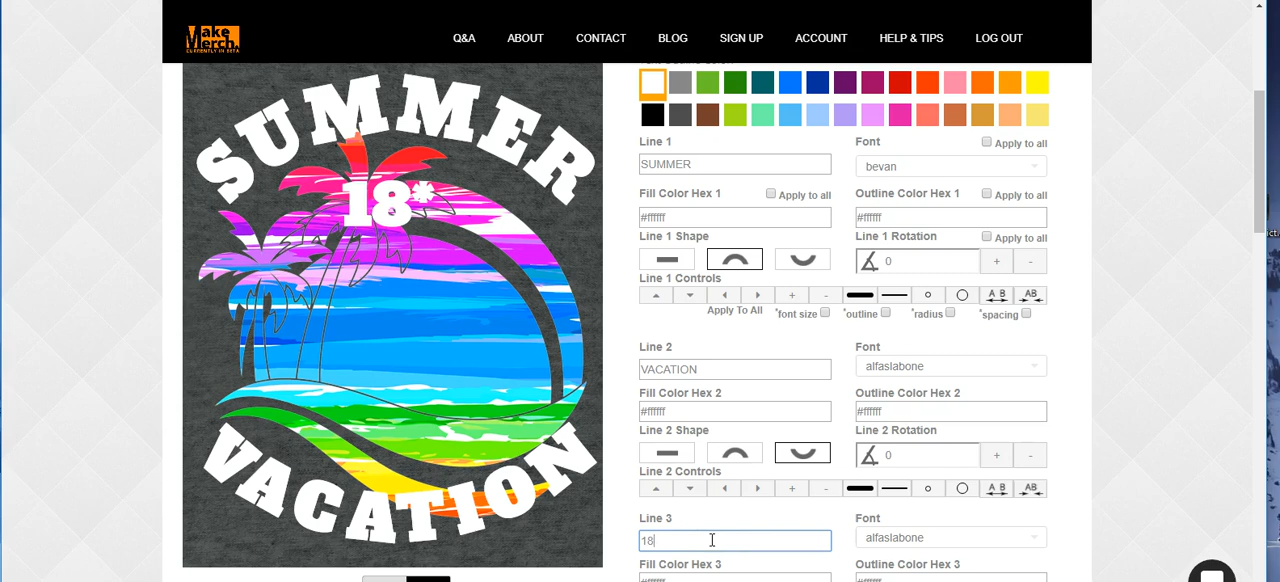 Make
Merch.
CURRENTLY IN BETA
Q&A ABOUT CONTACT BLOG SIGN UP ACCOUNT HELP & TIPS LOG OUT
SUMMER
18*
VACATION
Line 1 Font Apply to all
SUMMER bevan
Fill Color Hex 1 Apply to all Outline Color Hex 1 Apply to all
#ffffff #ffffff
Line 1 Shape Line 1 Rotation Apply to all
0 + -
Line 1 Controls
+ - A B AB
Apply To All *font size *outline *radius *spacing
Line 2 Font
VACATION alfaslabone
Fill Color Hex 2 Outline Color Hex 2
#ffffff #ffffff
Line 2 Shape Line 2 Rotation
0 + -
Line 2 Controls
+ - A B AB
Line 3 Font
18 alfaslabone
Fill Color Hex 3 Outline Color Hex 3